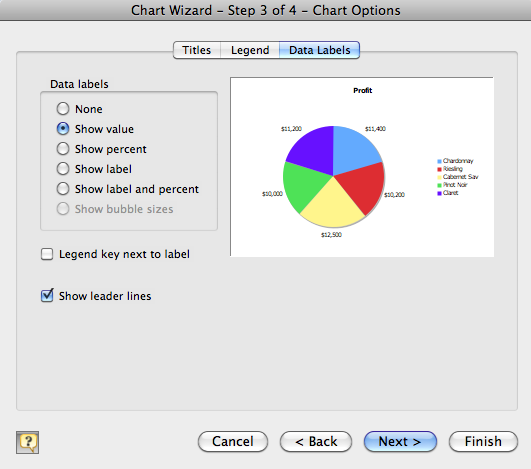 Chart Wizard – Step 3 of 4 – Chart Options
Titles
Legend
Data Labels
Data labels
None
Show value
Show percent
Show label
Show label and percent
Show bubble sizes
Legend key next to label
Show leader lines
Profit
$11,200
$11,400
$10,000
$10,200
$12,500
Chardonnay
Riesling
Cabernet Sav
Pinot Noir
Claret
?
Cancel
< Back
Next >
Finish